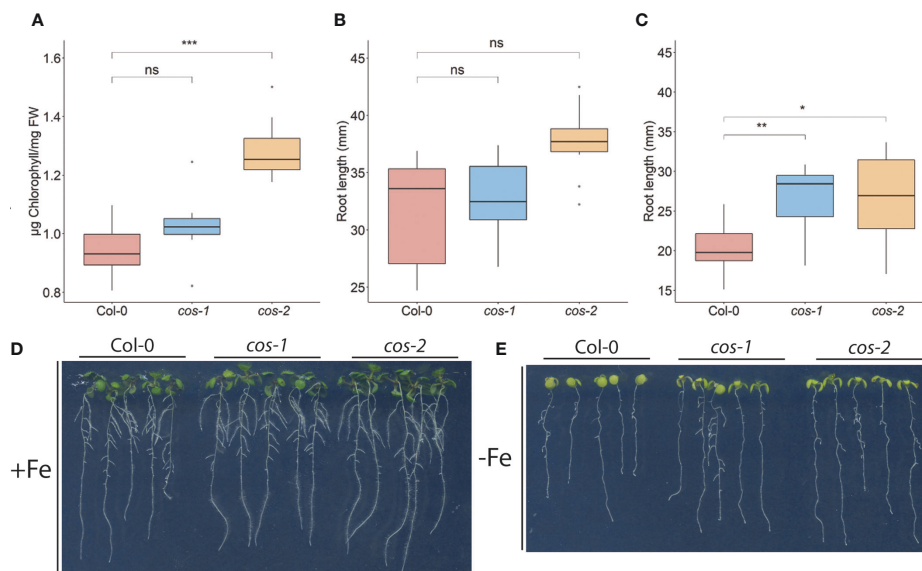 A
µg Chlorophyll/mg FW
1.6
1.4
1.2
1.0
0.8
***
ns
Col-0 cos-1 cos-2
B
Root length (mm)
45
40
35
30
25
ns
ns
Col-0 cos-1 cos-2
C
Root length (mm)
45
40
35
30
25
20
15
*
**
Col-0 cos-1 cos-2
D
Col-0 cos-1 cos-2
+Fe
E
Col-0 cos-1 cos-2
-Fe